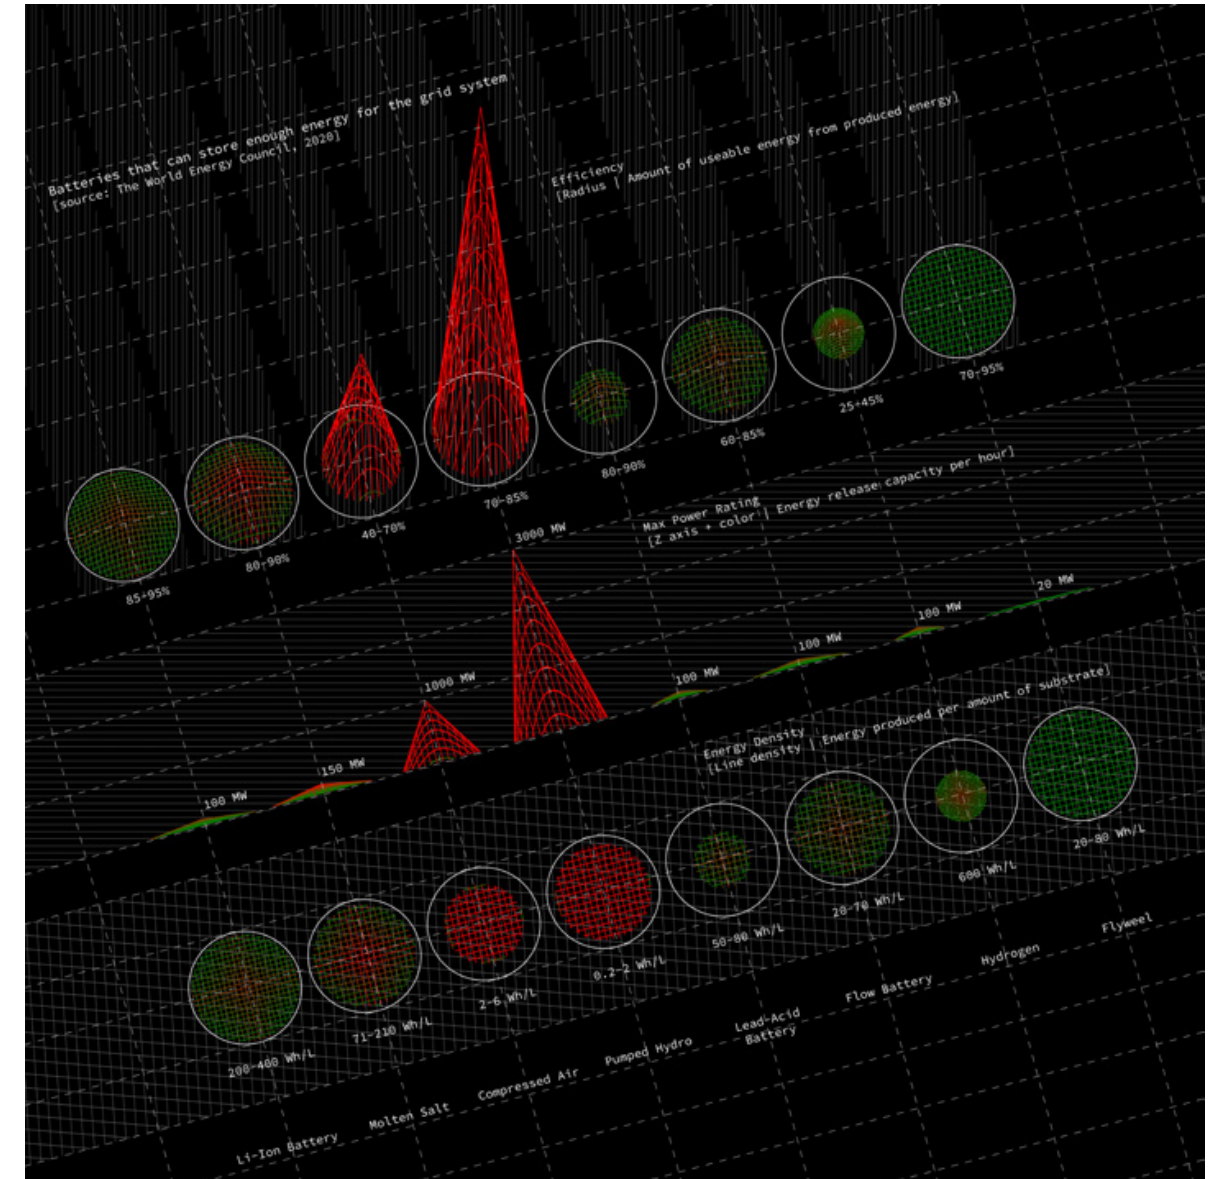 Batteries that can store enough energy for the grid system
[source: The World Energy Council, 2020]
Efficiency
[Radius | Amount of useable energy from produced energy]
85-95%
80-90%
40-70%
70-85%
80-90%
60-85%
25-45%
70-95%
Max Power Rating
[Z axis + color | Energy release capacity per hour]
100 MW
150 MW
1000 MW
3000 MW
100 MW
100 MW
100 MW
20 MW
Energy Density
[Line density | Energy produced per amount of substrate]
200-400 Wh/L
71-210 Wh/L
2-6 Wh/L
0.2-2 Wh/L
50-80 Wh/L
20-70 Wh/L
600 Wh/L
20-80 Wh/L
Li-Ion Battery
Molten Salt
Compressed Air
Pumped Hydro
Lead-Acid
Battery
Flow Battery
Hydrogen
Flyweel